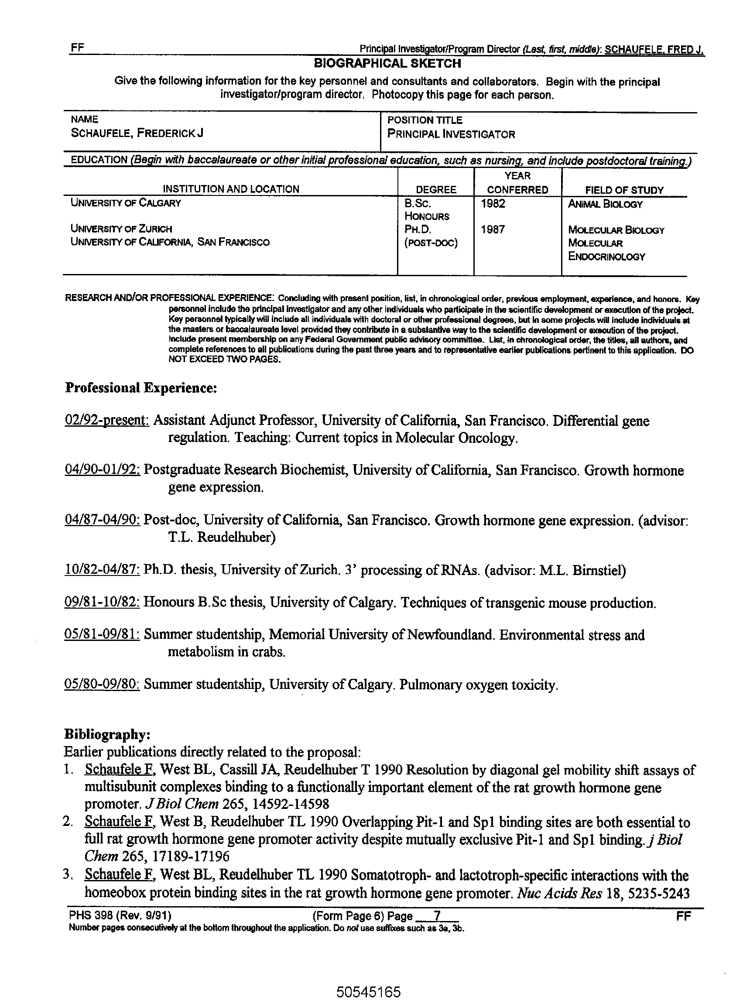 FF
Principal Investigator/Program Director (Last, first, middle): SCHAUFELE, FRED J.
BIOGRAPHICAL SKETCH
Give the following information for the key personnel and consultants and collaborators. Begin with the principal
investigator/program director. Photocopy this page for each person.
NAME
SCHAUFELE, FREDERICK J
POSITION TITLE
PRINCIPAL INVESTIGATOR
EDUCATION (Begin with baccalaureate or other initial professional education, such as nursing, and include postdoctoral training.)
INSTITUTION AND LOCATION DEGREE YEAR CONFERRED FIELD OF STUDY
UNIVERSITY OF CALGARY B.SC. HONOURS 1982 ANIMAL BIOLOGY
UNIVERSITY OF ZURICH PH.D. 1987 MOLECULAR BIOLOGY
UNIVERSITY OF CALIFORNIA, SAN FRANCISCO (POST-DOC) MOLECULAR ENDOCRINOLOGY
RESEARCH AND/OR PROFESSIONAL EXPERIENCE: Concluding with present position, list, in chronological order, previous employment, experience, and honors. Key
personnel include the principal investigator and any other individuals who participate in the scientific development or execution of the project.
Key personnel typically will include all individuals with doctoral or other professional degrees, but in some projects will include individuals at
the masters or baccalaureate level provided they contribute in a substantive way to the scientific development or execution of the project.
Include present membership on any Federal Government public advisory committee. List, in chronological order, the titles, all authors, and
complete references to all publications during the past three years and to representative earlier publications pertinent to this application. DO
NOT EXCEED TWO PAGES.
Professional Experience:
02/92-present: Assistant Adjunct Professor, University of California, San Francisco. Differential gene
regulation. Teaching: Current topics in Molecular Oncology.
04/90-01/92: Postgraduate Research Biochemist, University of California, San Francisco. Growth hormone
gene expression.
04/87-04/90: Post-doc, University of California, San Francisco. Growth hormone gene expression. (advisor:
T.L. Reudelhuber)
10/82-04/87: Ph.D. thesis, University of Zurich. 3' processing of RNAs. (advisor: M.L. Birnstiel)
09/81-10/82: Honours B.Sc thesis, University of Calgary. Techniques of transgenic mouse production.
05/81-09/81: Summer studentship, Memorial University of Newfoundland. Environmental stress and
metabolism in crabs.
05/80-09/80: Summer studentship, University of Calgary. Pulmonary oxygen toxicity.
Bibliography:
Earlier publications directly related to the proposal:
1. Schaufele F, West BL, Cassill JA, Reudelhuber T 1990 Resolution by diagonal gel mobility shift assays of
multisubunit complexes binding to a functionally important element of the rat growth hormone gene
promoter. J Biol Chem 265, 14592-14598
2. Schaufele F, West B, Reudelhuber TL 1990 Overlapping Pit-1 and Sp1 binding sites are both essential to
full rat growth hormone gene promoter activity despite mutually exclusive Pit-1 and Sp1 binding. j Biol
Chem 265, 17189-17196
3. Schaufele F, West BL, Reudelhuber TL 1990 Somatotroph- and lactotroph-specific interactions with the
homeobox protein binding sites in the rat growth hormone gene promoter. Nuc Acids Res 18, 5235-5243
PHS 398 (Rev. 9/91) (Form Page 6) Page 7 FF
Number pages consecutively at the bottom throughout the application. Do not use suffixes such as 3a, 3b.
50545165